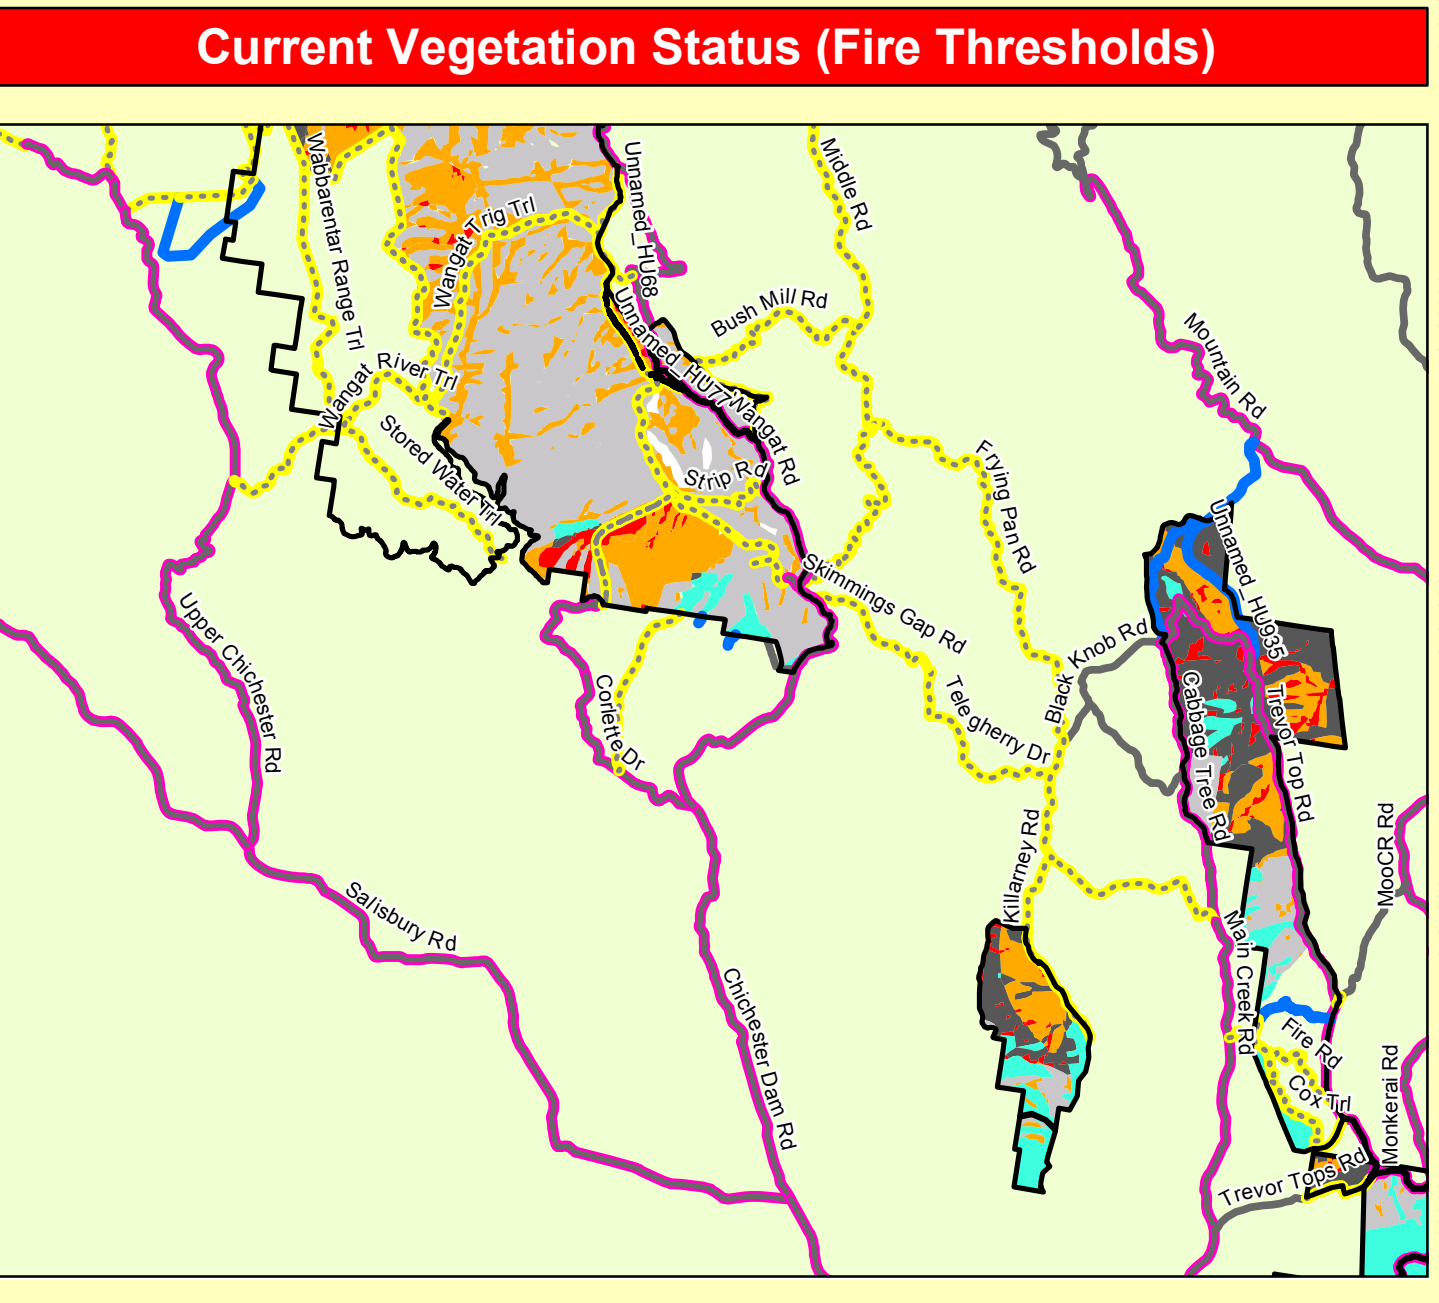 Current Vegetation Status (Fire Thresholds)
Wabbarentar Range Trl
Wangat Trig Trl
Unnamed_HU68
Middle Rd
Bush Mill Rd
Unnamed_HU77
Wangat Rd
Mountain Rd
Wangat River Trl
Stored Water Trl
Strip Rd
Frying Pan Rd
Unnamed_Hu935
Skimmings Gap Rd
Upper Chichester Rd
Corlette Dr
Telegherry Dr
Black Knob Rd
Cabbage Tree Rd
Trevor Top Rd
Killarney Rd
MooCR Rd
Salisbury Rd
Main Creek Rd
Chichester Dam Rd
Fire Rd
Cox Trl
Monkerai Rd
Trevor Tops Rd